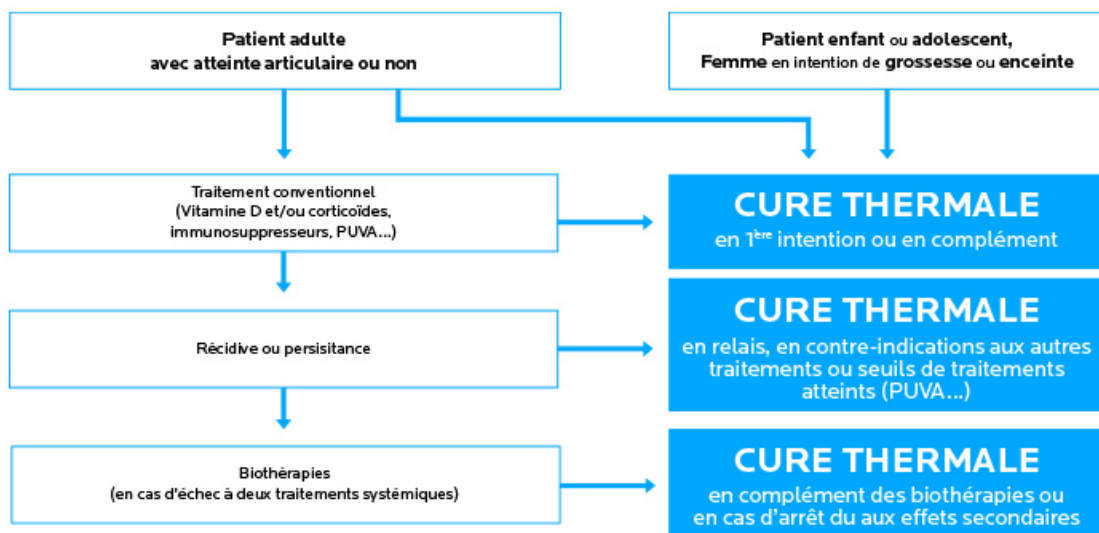 Patient adulte
avec atteinte articulaire ou non
Patient enfant ou adolescent,
Femme en intention de grossesse ou enceinte
Traitement conventionnel
(Vitamine D et/ou corticoïdes,
immunosuppresseurs, PUVA...)
CURE THERMALE
en 1ère intention ou en complément
Récidive ou persisitance
CURE THERMALE
en relais, en contre-indications aux autres
traitements ou seuils de traitements
atteints (PUVA...)
Biothérapies
(en cas d'échec à deux traitements systémiques)
CURE THERMALE
en complément des biothérapies ou
en cas d'arrêt du aux effets secondaires